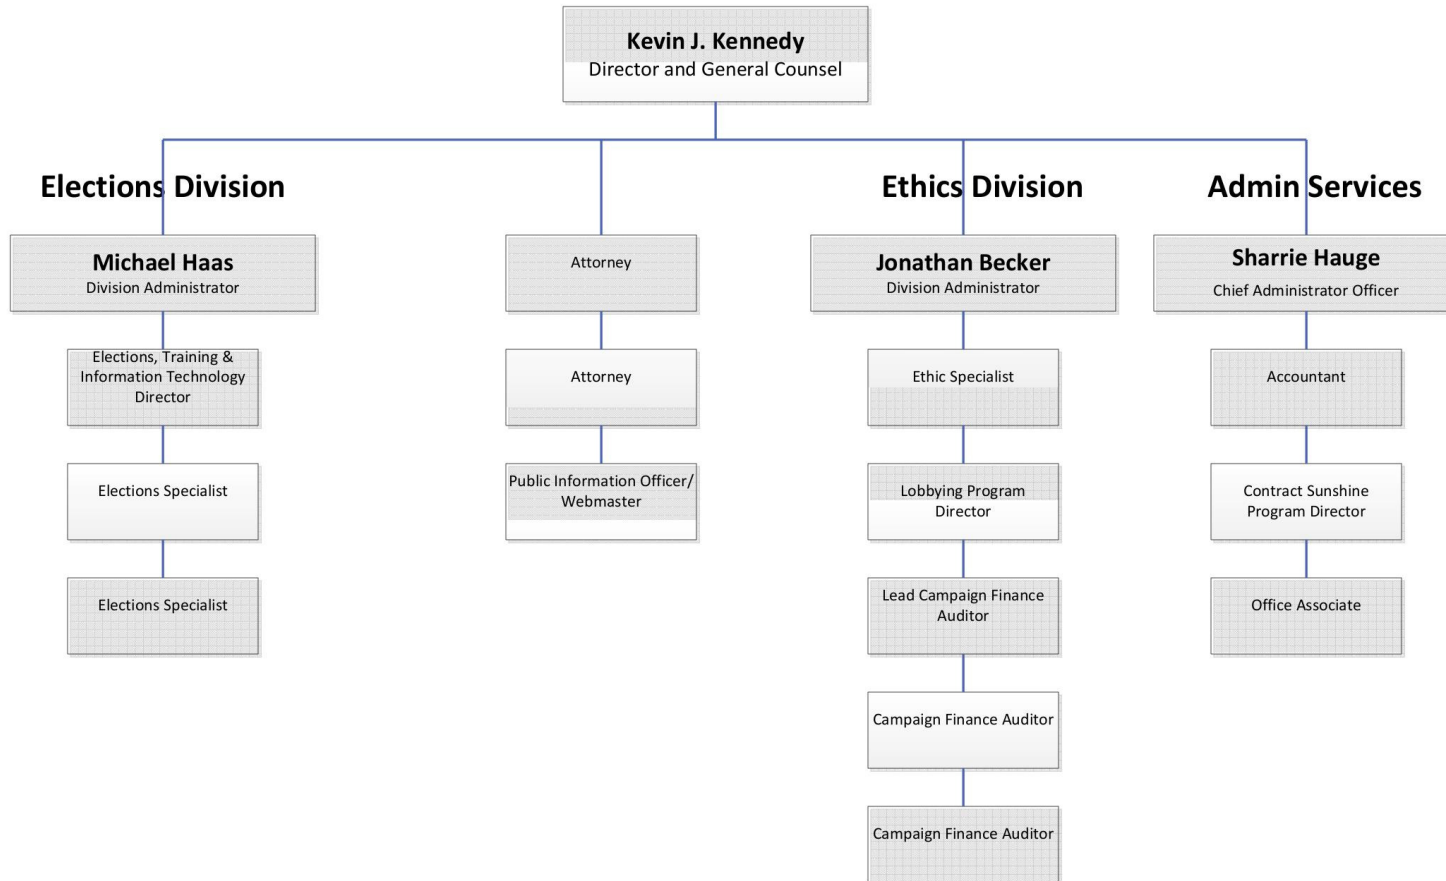 Kevin J. Kennedy
Director and General Counsel
Elections Division
Ethics Division
Admin Services
Michael Haas
Division Administrator
Attorney
Jonathan Becker
Division Administrator
Sharrie Hauge
Chief Administrator Officer
Elections, Training &
Information Technology
Director
Attorney
Ethic Specialist
Accountant
Elections Specialist
Public Information Officer/
Webmaster
Lobbying Program
Director
Contract Sunshine
Program Director
Elections Specialist
Lead Campaign Finance
Auditor
Office Associate
Campaign Finance Auditor
Campaign Finance Auditor